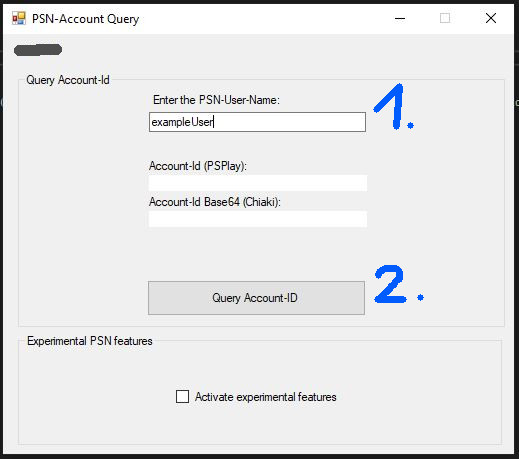 PSN-Account Query
Query Account-Id
Enter the PSN-User-Name:
1.
exampleUser
Account-Id (PSPlay):
Account-Id Base64 (Chiaki):
Query Account-ID
2.
Experimental PSN features
Activate experimental features